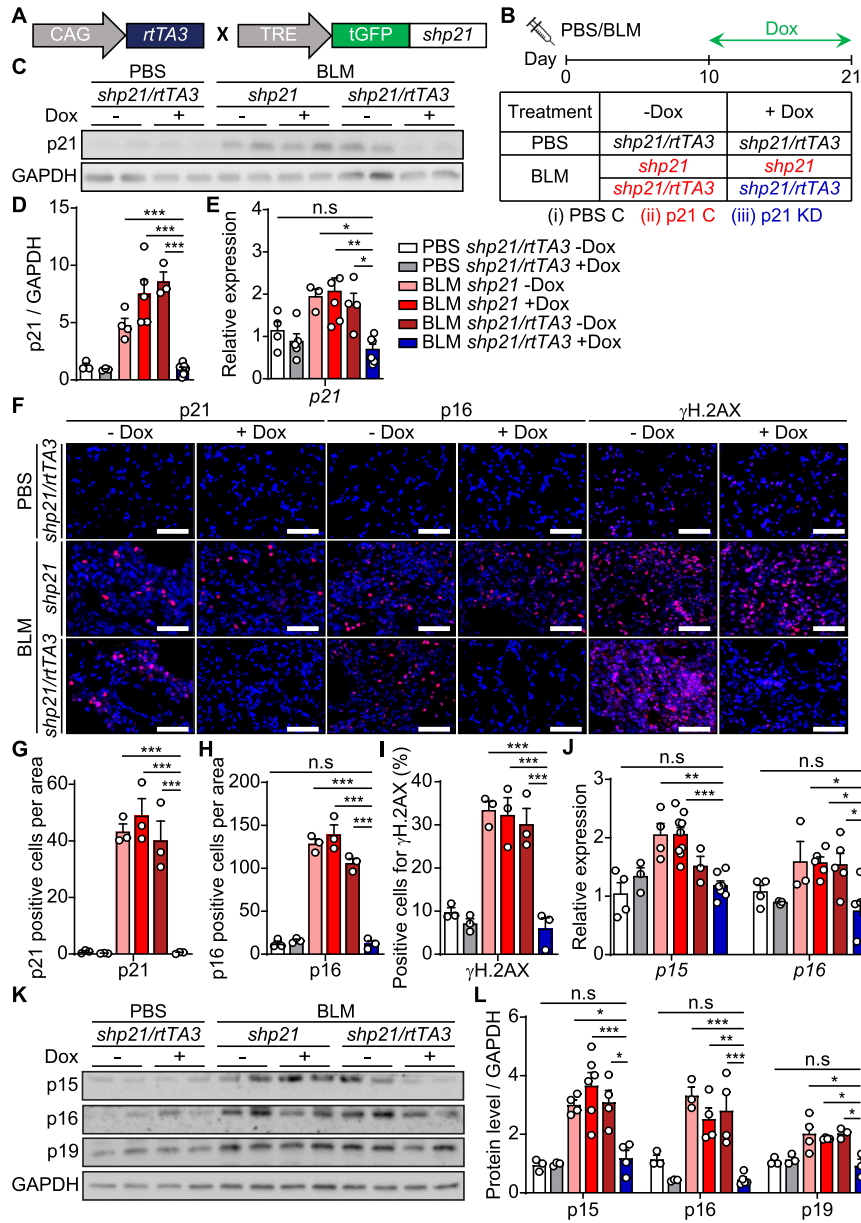 A
CAG
rtTA3
X
TRE
tGFP
shp21
B
PBS/BLM
Dox
Day
0
10
21
Treatment
-Dox
+ Dox
PBS
shp21/rtTA3
shp21/rtTA3
BLM
shp21
shp21
shp21/rtTA3
shp21/rtTA3
(i) PBS C
(ii) p21 C
(iii) p21 KD
C
PBS
BLM
shp21/rtTA3
shp21
shp21/rtTA3
Dox
-
+
-
+
-
+
p21
GAPDH
D
p21 / GAPDH
15
10
5
0
***
***
***
E
Relative expression
4
3
2
1
0
n.s
*
**
*
p21
PBS shp21/rtTA3 -Dox
PBS shp21/rtTA3 +Dox
BLM shp21 -Dox
BLM shp21 +Dox
BLM shp21/rtTA3 -Dox
BLM shp21/rtTA3 +Dox
F
p21
p16
γH.2AX
- Dox
+ Dox
- Dox
+ Dox
- Dox
+ Dox
PBS
shp21/rtTA3
BLM
shp21
shp21/rtTA3
G
p21 positive cells per area
60
40
20
0
***
***
***
p21
H
p16 positive cells per area
200
150
100
50
0
n.s
***
***
***
p16
I
Positive cells for γH.2AX (%)
40
30
20
10
0
***
***
***
γH.2AX
J
Relative expression
3
2
1
0
n.s
**
***
n.s
*
*
*
p15
p16
K
PBS
BLM
shp21/rtTA3
shp21
shp21/rtTA3
Dox
-
+
-
+
-
+
p15
p16
p19
GAPDH
L
Protein level / GAPDH
6
4
2
0
n.s
*
***
*
n.s
***
**
***
n.s
*
*
*
p15
p16
p19